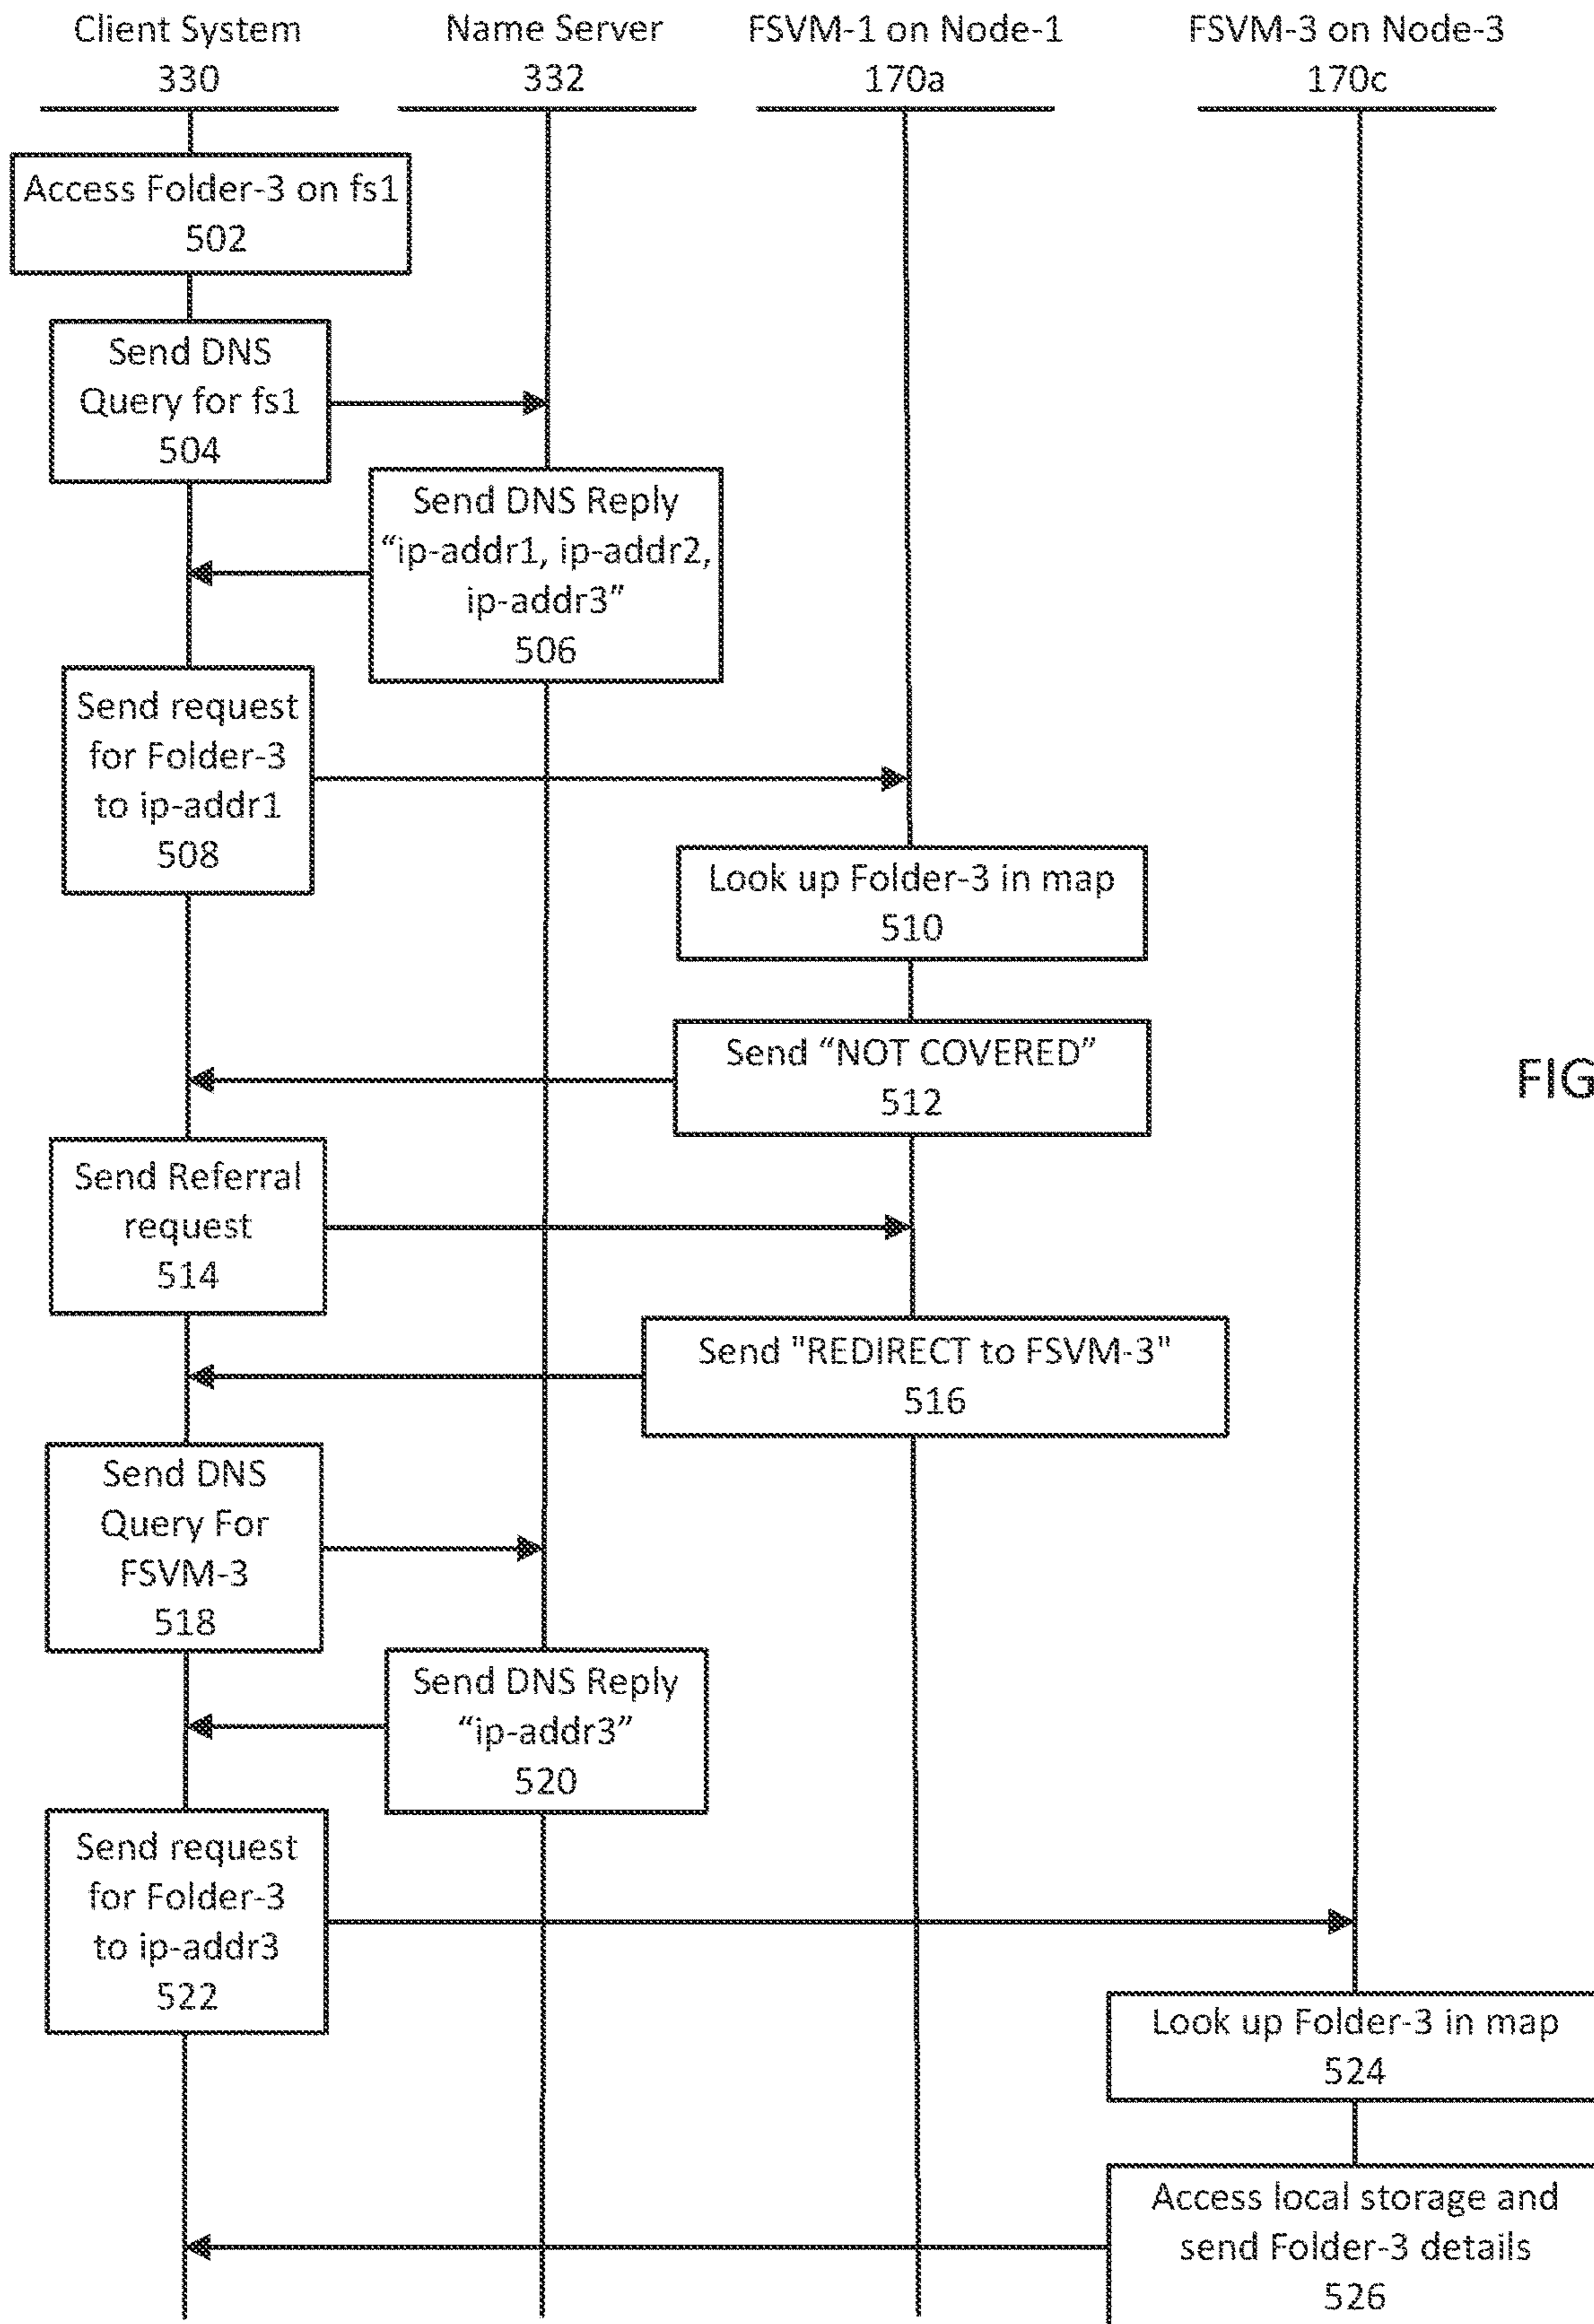 Client System
330
Name Server
332
FSVM-1 on Node-1
170a
FSVM-3 on Node-3
170c
Access Folder-3 on fs1
502
Send DNS
Query for fs1
504
Send DNS Reply
“ip-addr1, ip-addr2,
ip-addr3”
506
Send request
for Folder-3
to ip-addr1
508
Look up Folder-3 in map
510
Send “NOT COVERED”
512
FIG
Send Referral
request
514
Send "REDIRECT to FSVM-3"
516
Send DNS
Query For
FSVM-3
518
Send DNS Reply
“ip-addr3”
520
Send request
for Folder-3
to ip-addr3
522
Look up Folder-3 in map
524
Access local storage and
send Folder-3 details
526